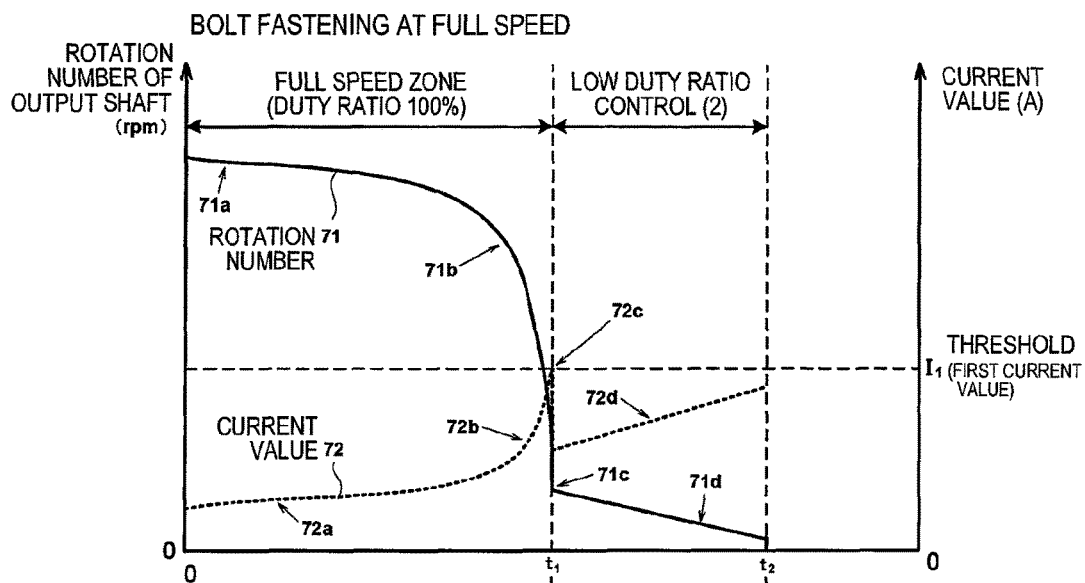 BOLT FASTENING AT FULL SPEED
ROTATION
NUMBER OF
OUTPUT SHAFT
(rpm)
FULL SPEED ZONE
(DUTY RATIO 100%)
LOW DUTY RATIO
CONTROL (2)
CURRENT
VALUE (A)
71a
ROTATION 71
NUMBER
71b
72c
THRESHOLD
I1 (FIRST CURRENT
VALUE)
72d
72b
CURRENT
VALUE 72
71c
71d
72a
0
0
0
t1
t2